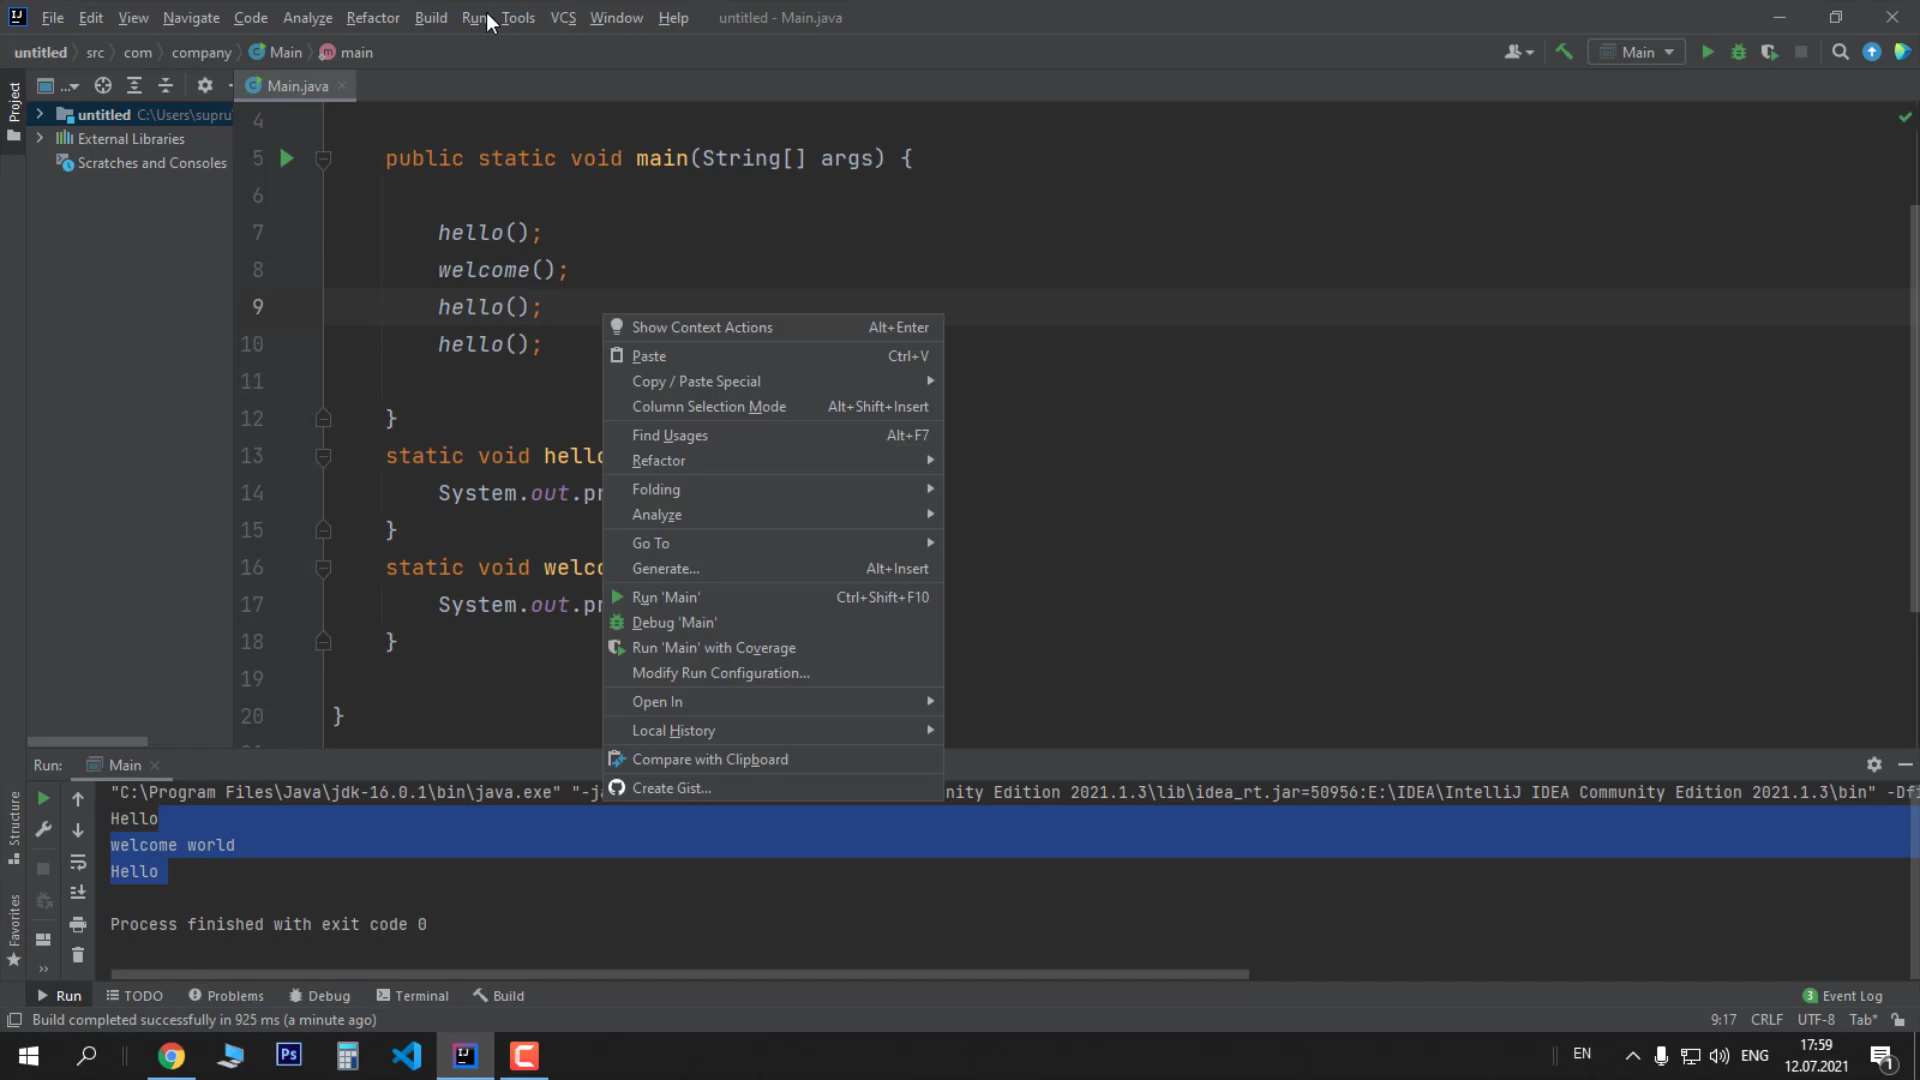 File Edit View Navigate Code Analyze Refactor Build Run Tools VCS Window Help untitled - Main.java
untitled src com company Main main
Main
Project
... Main.java
untitled C:\Users\supru
External Libraries
Scratches and Consoles
4
5 public static void main(String[] args) {
6
7 hello();
8 welcome();
9 hello();
10 hello();
11
12 }
13 static void hello
14 System.out.pr
15 }
16 static void welco
17 System.out.pr
18 }
19
20 }
Show Context Actions Alt+Enter
Paste Ctrl+V
Copy / Paste Special
Column Selection Mode Alt+Shift+Insert
Find Usages Alt+F7
Refactor
Folding
Analyze
Go To
Generate... Alt+Insert
Run 'Main' Ctrl+Shift+F10
Debug 'Main'
Run 'Main' with Coverage
Modify Run Configuration...
Open In
Local History
Compare with Clipboard
Create Gist...
Run: Main
"C:\Program Files\Java\jdk-16.0.1\bin\java.exe" "-ja nity Edition 2021.1.3\lib\idea_rt.jar=50956:E:\IDEA\IntelliJ IDEA Community Edition 2021.1.3\bin" -Dfi
Hello
welcome world
Hello
Process finished with exit code 0
Structure
Favorites
Run TODO Problems Debug Terminal Build 3 Event Log
Build completed successfully in 925 ms (a minute ago) 9:17 CRLF UTF-8 Tab*
Ps
EN ENG 17:59
12.07.2021
1